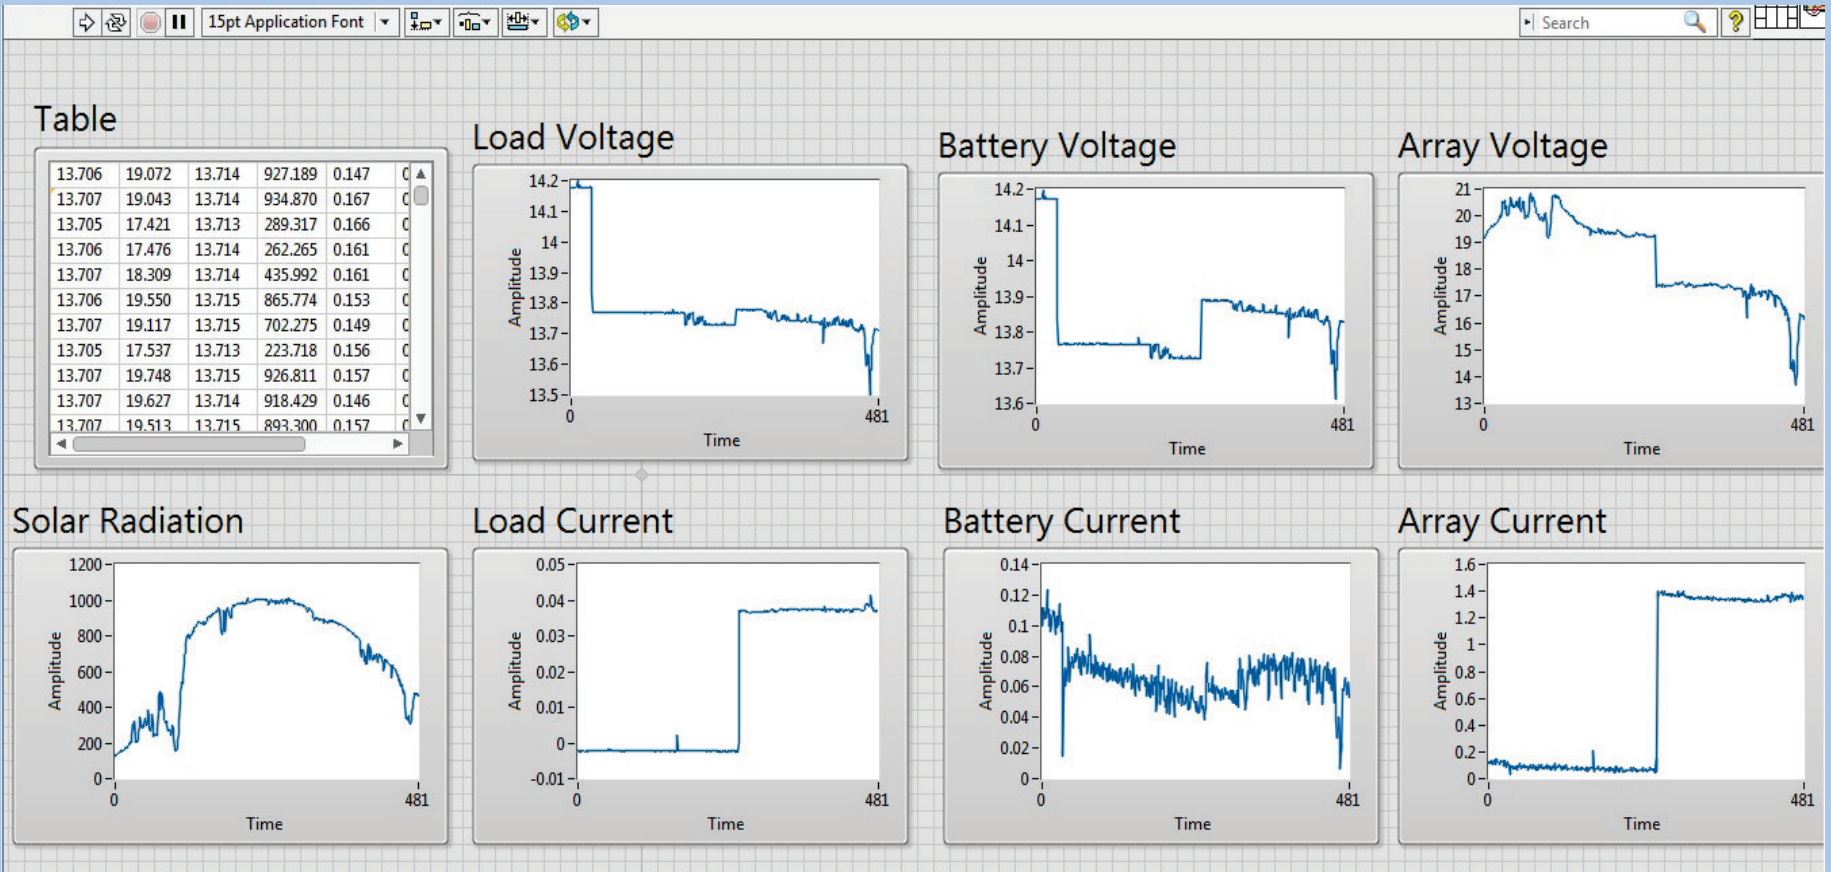 15pt Application Font
Search
?
Table
13.706 19.072 13.714 927.189 0.147
13.707 19.043 13.714 934.870 0.167
13.705 17.421 13.713 289.317 0.166
13.706 17.476 13.714 262.265 0.161
13.707 18.309 13.714 435.992 0.161
13.706 19.550 13.715 865.774 0.153
13.707 19.117 13.715 702.275 0.149
13.705 17.537 13.713 223.718 0.156
13.707 19.748 13.715 926.811 0.157
13.707 19.627 13.714 918.429 0.146
13.707 19.513 13.715 893.300 0.157
Load Voltage
14.2
14.1
14
13.9
13.8
13.7
13.6
13.5
Amplitude
0 481
Time
Battery Voltage
14.2
14.1
14
13.9
13.8
13.7
13.6
Amplitude
0 481
Time
Array Voltage
21
20
19
18
17
16
15
14
13
Amplitude
0 481
Time
Solar Radiation
1200
1000
800
600
400
200
0
Amplitude
0 481
Time
Load Current
0.05
0.04
0.03
0.02
0.01
0
-0.01
Amplitude
0 481
Time
Battery Current
0.14
0.12
0.1
0.08
0.06
0.04
0.02
0
Amplitude
0 481
Time
Array Current
1.6
1.4
1.2
1
0.8
0.6
0.4
0.2
0
Amplitude
0 481
Time